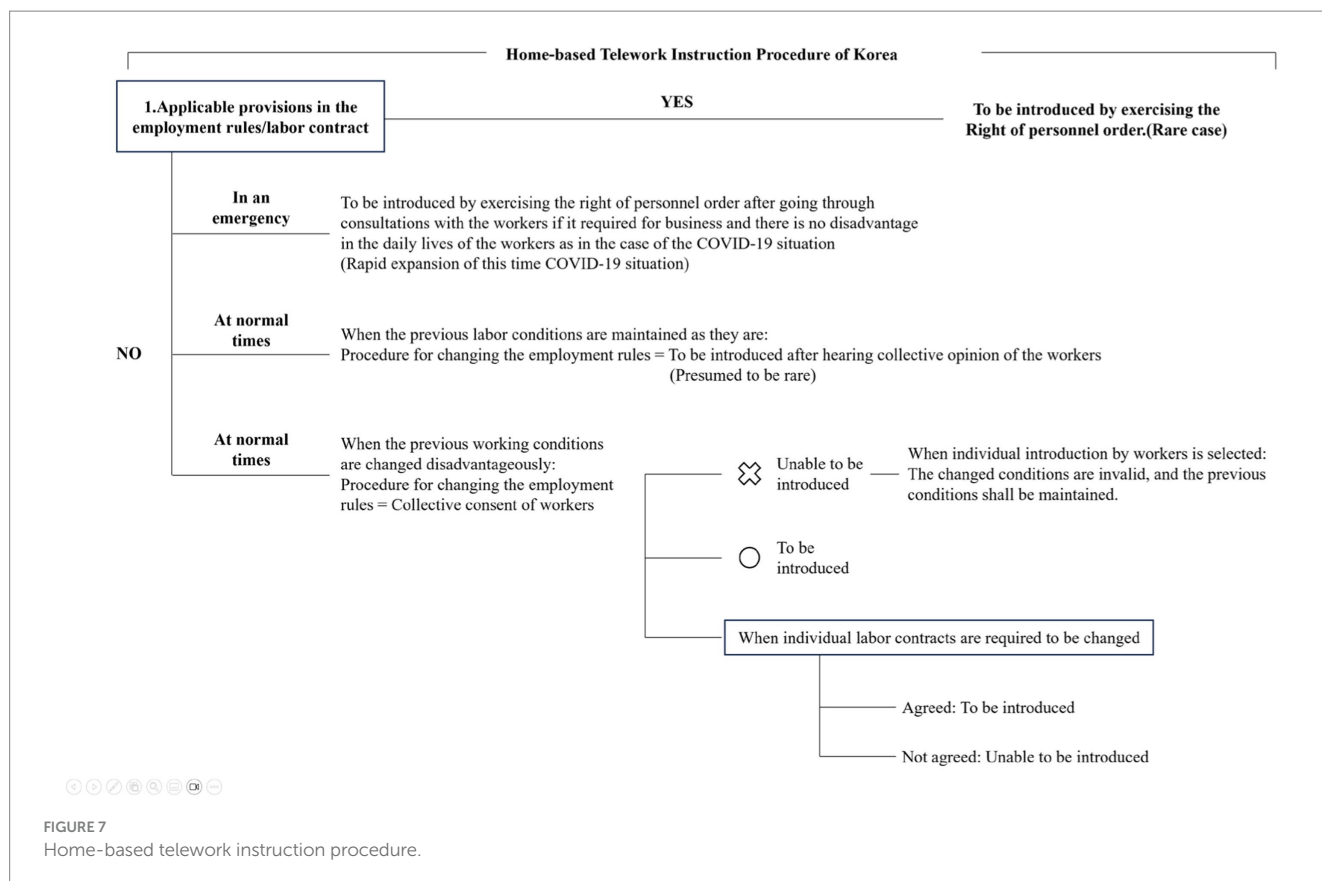 Home-based Telework Instruction Procedure of Korea
1.Applicable provisions in the
employment rules/labor contract
YES
To be introduced by exercising the
Right of personnel order.(Rare case)
NO
In an
emergency
To be introduced by exercising the right of personnel order after going through
consultations with the workers if it required for business and there is no disadvantage
in the daily lives of the workers as in the case of the COVID-19 situation
(Rapid expansion of this time COVID-19 situation)
At normal
times
When the previous labor conditions are maintained as they are:
Procedure for changing the employment rules = To be introduced after hearing collective opinion of the workers
(Presumed to be rare)
At normal
times
When the previous working conditions
are changed disadvantageously:
Procedure for changing the employment
rules = Collective consent of workers
Unable to be
introduced
When individual introduction by workers is selected:
The changed conditions are invalid, and the previous
conditions shall be maintained.
To be
introduced
When individual labor contracts are required to be changed
Agreed: To be introduced
Not agreed: Unable to be introduced
FIGURE 7
Home-based telework instruction procedure.